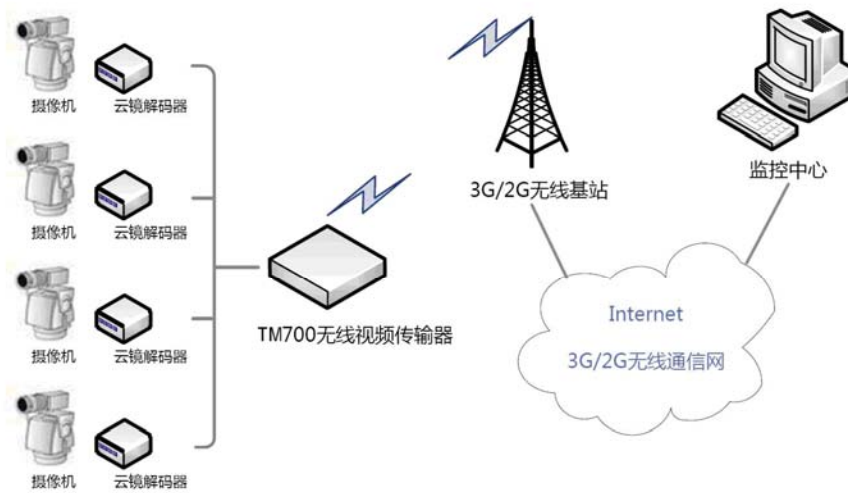 摄像机 云镜解码器
摄像机 云镜解码器
摄像机 云镜解码器
摄像机 云镜解码器
TM700无线视频传输器
3G/2G无线基站
监控中心
Internet
3G/2G无线通信网